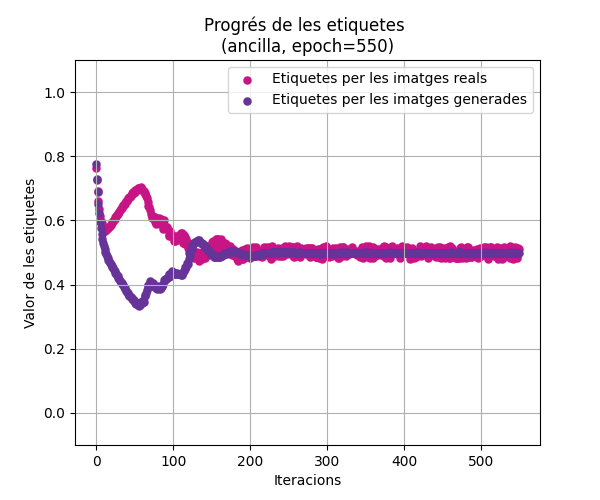 Progrés de les etiquetes
(ancilla, epoch=550)
Etiquetes per les imatges reals
Etiquetes per les imatges generades
Valor de les etiquetes
1.0
0.8
0.6
0.4
0.2
0.0
0 100 200 300 400 500
Iteracions